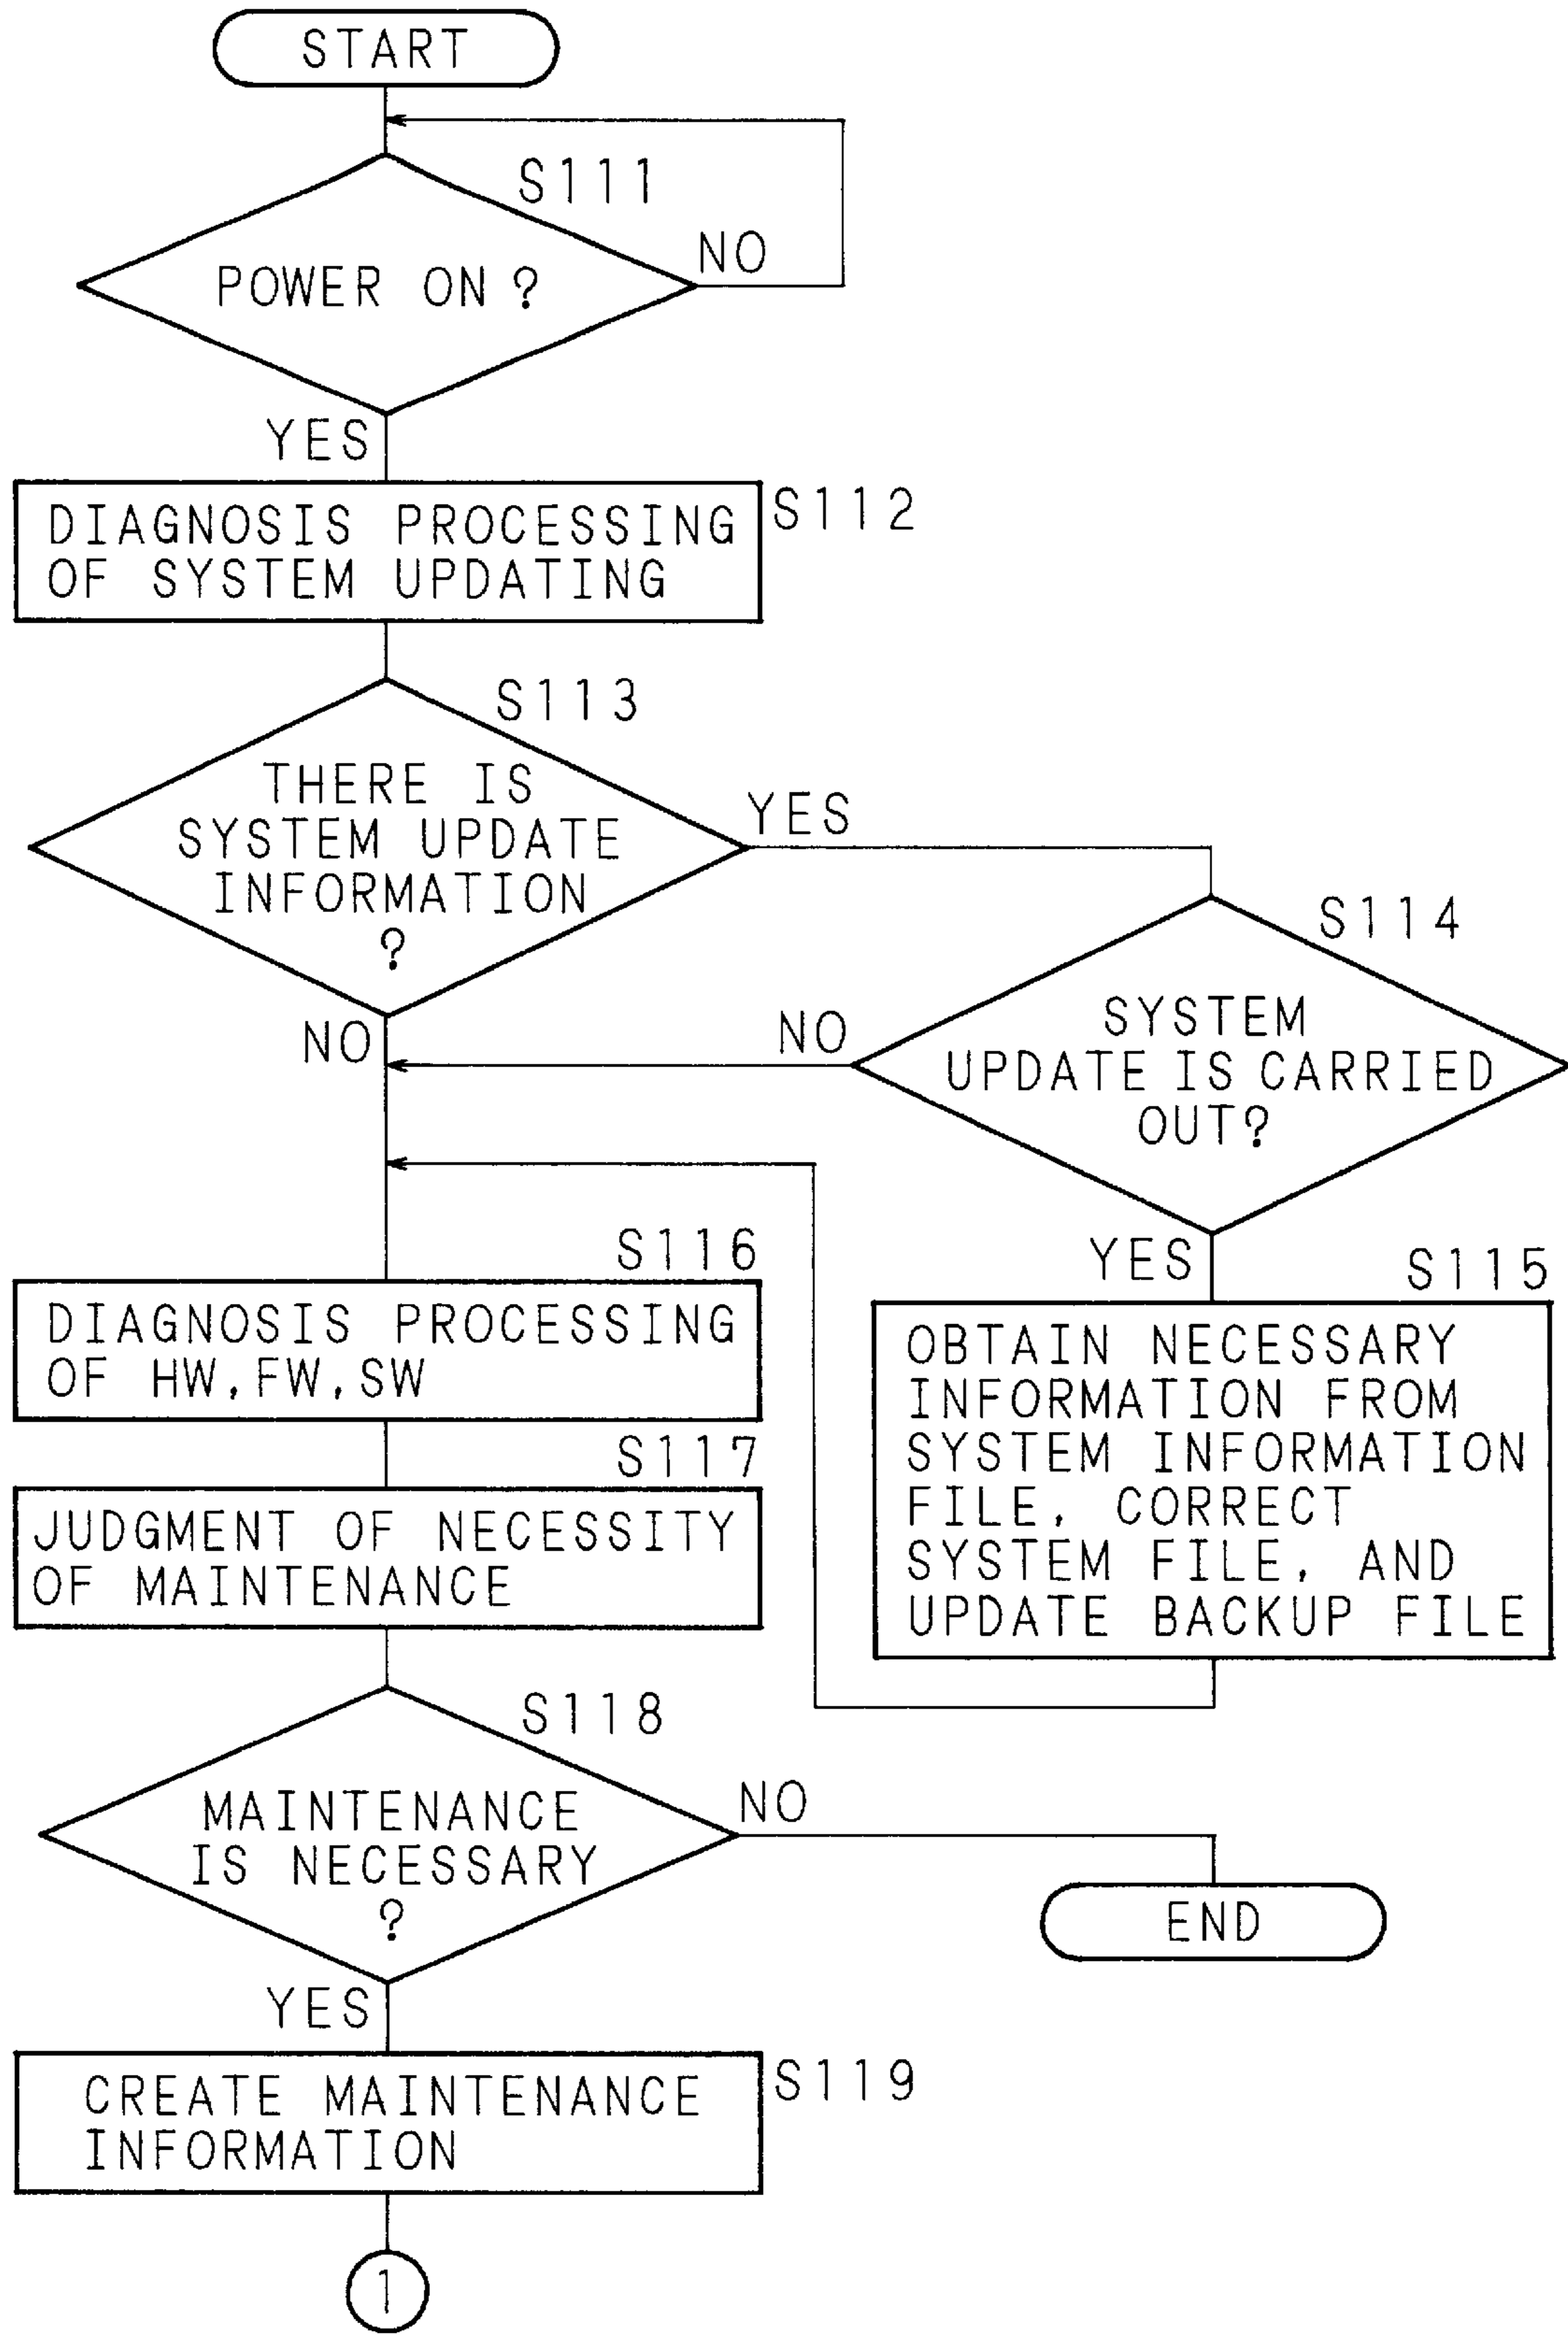 START
S111
POWER ON ?
NO
YES
DIAGNOSIS PROCESSING
OF SYSTEM UPDATING
S112
S113
THERE IS
SYSTEM UPDATE
INFORMATION
?
YES
NO
S114
SYSTEM
UPDATE IS CARRIED
OUT?
NO
YES
S115
OBTAIN NECESSARY
INFORMATION FROM
SYSTEM INFORMATION
FILE, CORRECT
SYSTEM FILE, AND
UPDATE BACKUP FILE
S116
DIAGNOSIS PROCESSING
OF HW, FW, SW
S117
JUDGMENT OF NECESSITY
OF MAINTENANCE
S118
MAINTENANCE
IS NECESSARY
?
NO
END
YES
CREATE MAINTENANCE
INFORMATION
S119
1